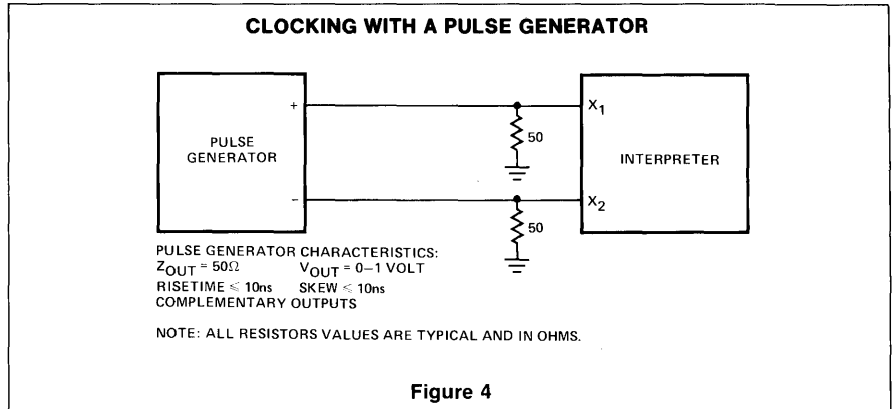 CLOCKING WITH A PULSE GENERATOR
+
X1
PULSE
GENERATOR
50
INTERPRETER
−
X2
50
PULSE GENERATOR CHARACTERISTICS:
ZOUT = 50Ω VOUT = 0–1 VOLT
RISETIME ≤ 10ns SKEW ≤ 10ns
COMPLEMENTARY OUTPUTS
NOTE: ALL RESISTORS VALUES ARE TYPICAL AND IN OHMS.
Figure 4